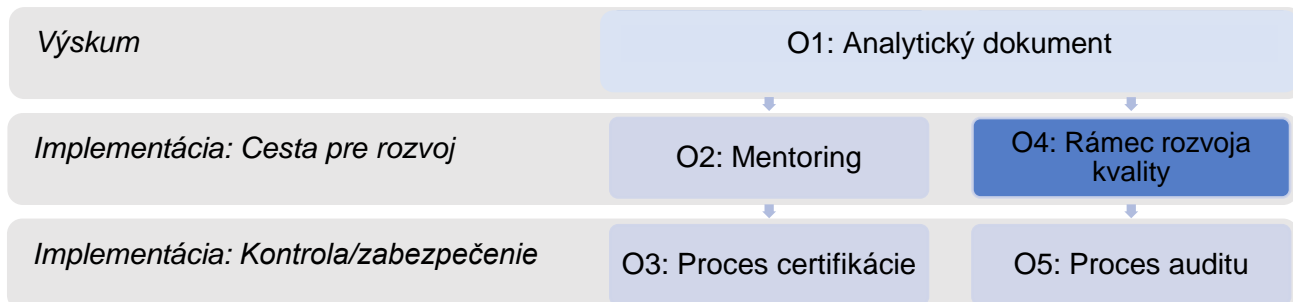 Výskum
O1: Analytický dokument
Implementácia: Cesta pre rozvoj
O2: Mentoring
O4: Rámec rozvoja
kvality
Implementácia: Kontrola/zabezpečenie
O3: Proces certifikácie
O5: Proces auditu